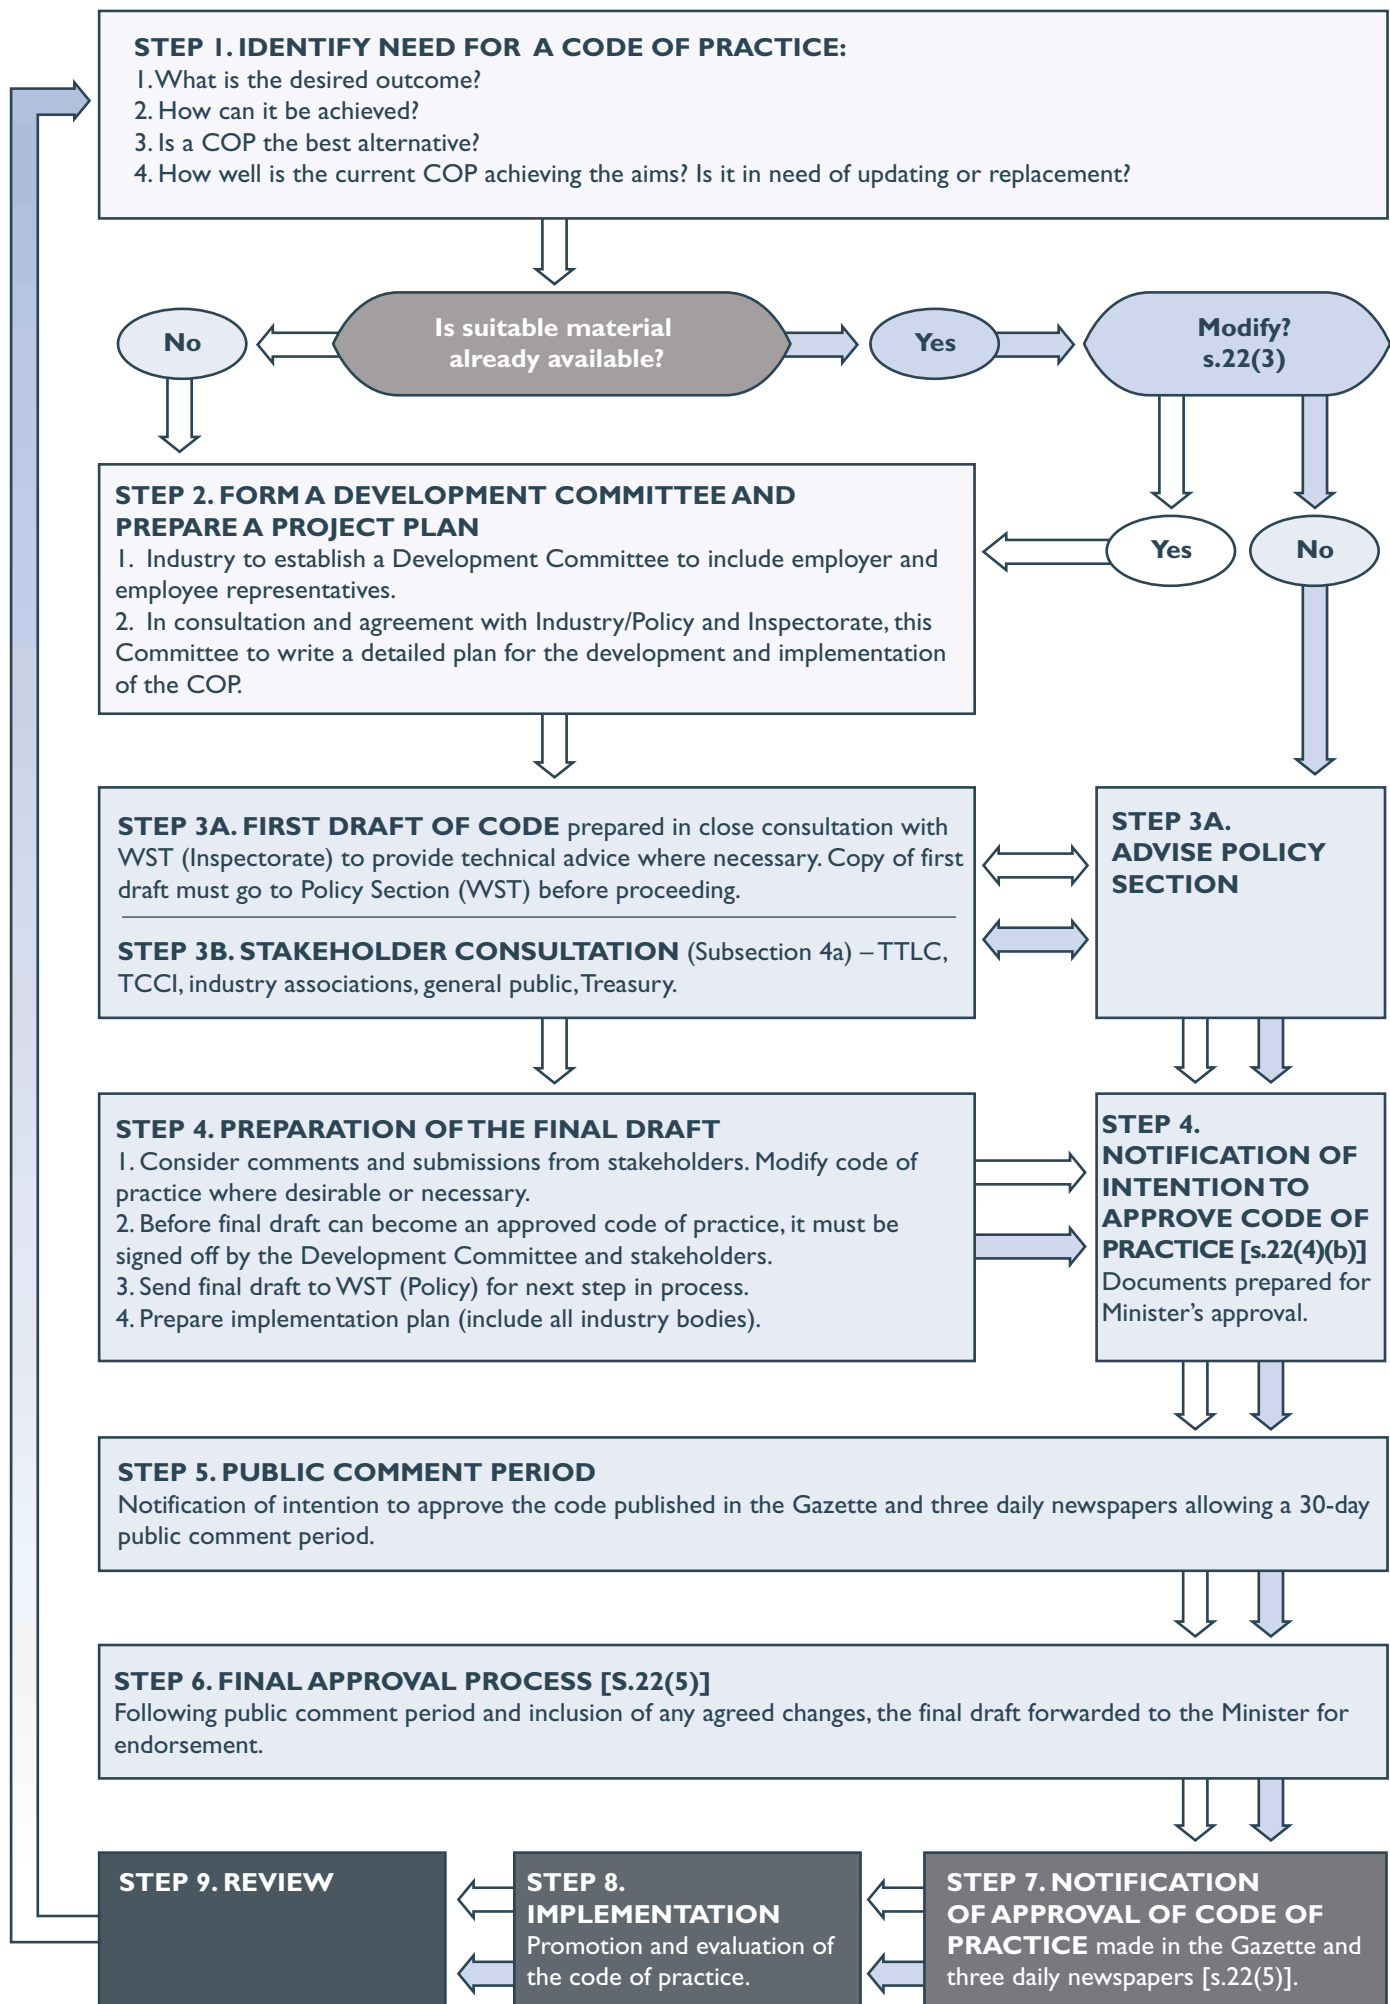 STEP 1. IDENTIFY NEED FOR A CODE OF PRACTICE:
1. What is the desired outcome?
2. How can it be achieved?
3. Is a COP the best alternative?
4. How well is the current COP achieving the aims? Is it in need of updating or replacement?
No
Is suitable material
already available?
Yes
Modify?
s.22(3)
STEP 2. FORM A DEVELOPMENT COMMITTEE AND
PREPARE A PROJECT PLAN
1. Industry to establish a Development Committee to include employer and
employee representatives.
2. In consultation and agreement with Industry/Policy and Inspectorate, this
Committee to write a detailed plan for the development and implementation
of the COP.
Yes
No
STEP 3A. FIRST DRAFT OF CODE prepared in close consultation with
WST (Inspectorate) to provide technical advice where necessary. Copy of first
draft must go to Policy Section (WST) before proceeding.
STEP 3B. STAKEHOLDER CONSULTATION (Subsection 4a) – TTLC,
TCCI, industry associations, general public, Treasury.
STEP 3A.
ADVISE POLICY
SECTION
STEP 4. PREPARATION OF THE FINAL DRAFT
1. Consider comments and submissions from stakeholders. Modify code of
practice where desirable or necessary.
2. Before final draft can become an approved code of practice, it must be
signed off by the Development Committee and stakeholders.
3. Send final draft to WST (Policy) for next step in process.
4. Prepare implementation plan (include all industry bodies).
STEP 4.
NOTIFICATION OF
INTENTION TO
APPROVE CODE OF
PRACTICE [s.22(4)(b)]
Documents prepared for
Minister’s approval.
STEP 5. PUBLIC COMMENT PERIOD
Notification of intention to approve the code published in the Gazette and three daily newspapers allowing a 30-day
public comment period.
STEP 6. FINAL APPROVAL PROCESS [S.22(5)]
Following public comment period and inclusion of any agreed changes, the final draft forwarded to the Minister for
endorsement.
STEP 9. REVIEW
STEP 8.
IMPLEMENTATION
Promotion and evaluation of
the code of practice.
STEP 7. NOTIFICATION
OF APPROVAL OF CODE OF
PRACTICE made in the Gazette and
three daily newspapers [s.22(5)].